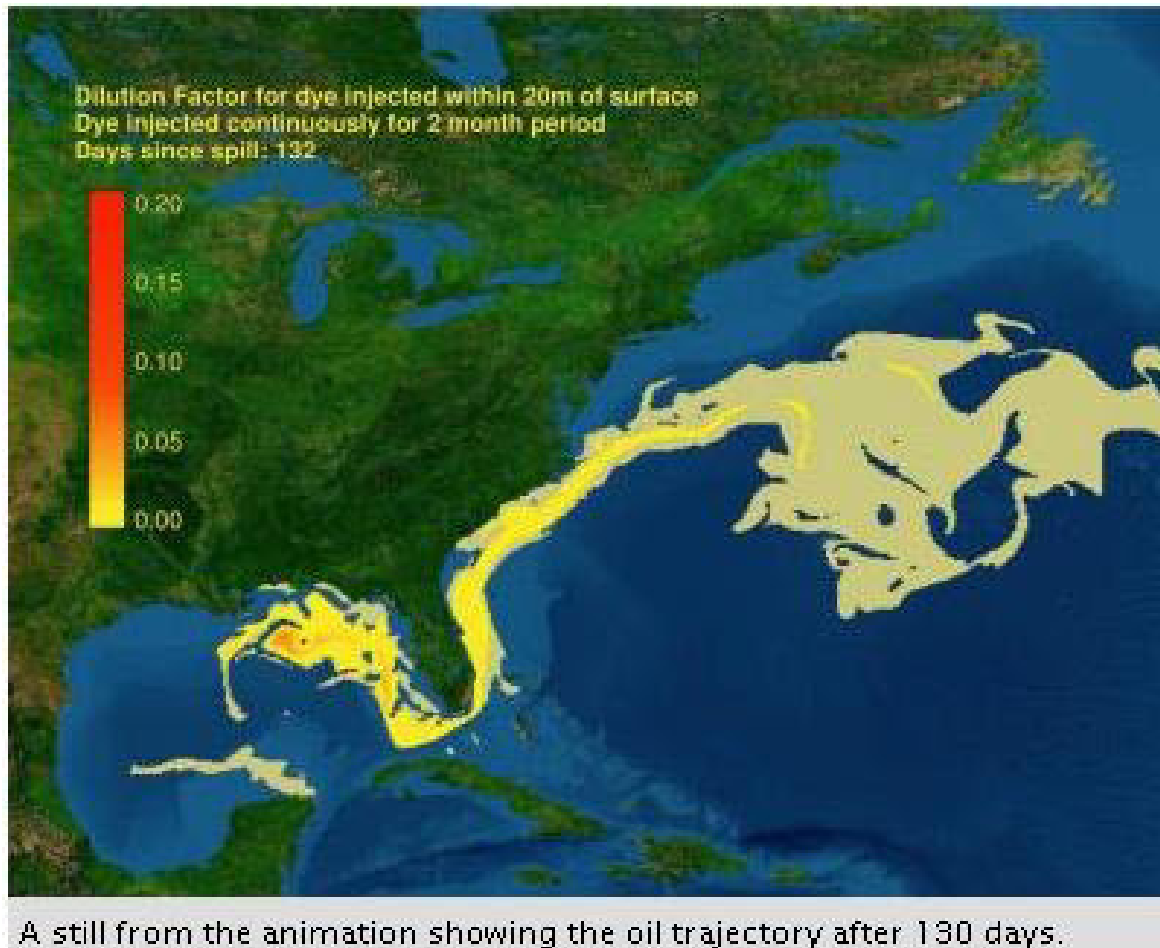 Dilution Factor for dye injected within 20m of surface
Dye injected continuously for 2 month period
Days since spill: 132
0.20
0.15
0.10
0.05
0.00
A still from the animation showing the oil trajectory after 130 days.